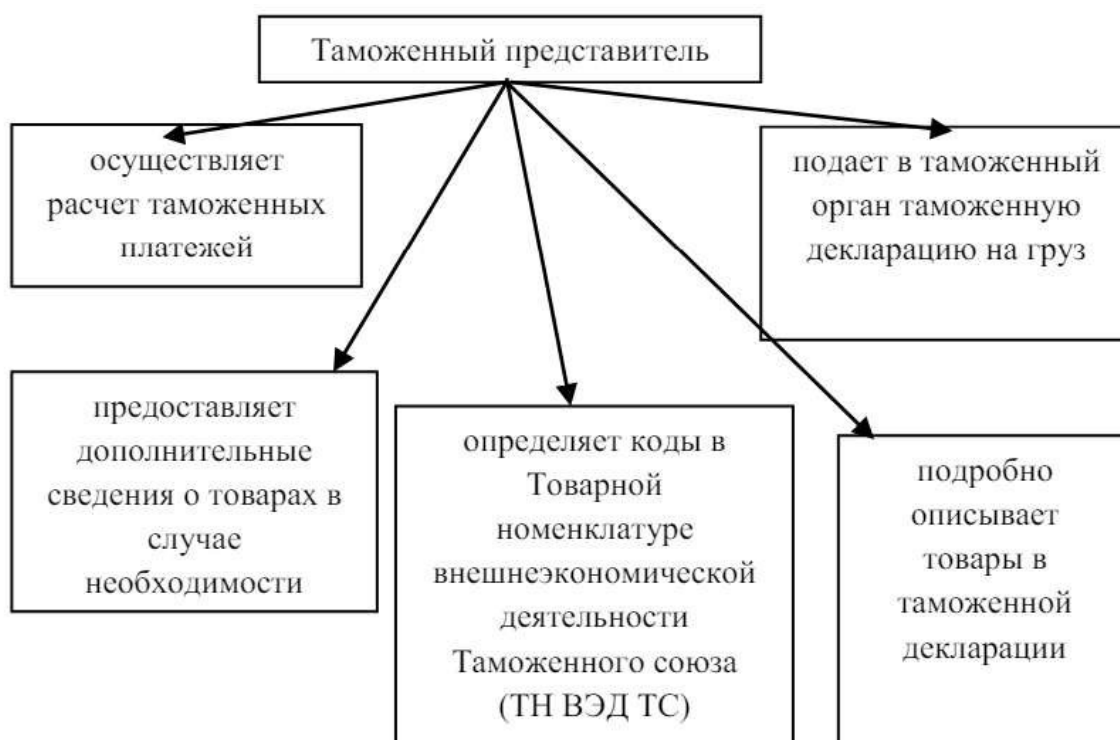 Таможенный представитель
осуществляет
расчет таможенных
платежей
подает в таможенный
орган таможенную
декларацию на груз
предоставляет
дополнительные
сведения о товарах в
случае
необходимости
определяет коды в
Товарной
номенклатуре
внешнеэкономической
деятельности
Таможенного союза
(ТН ВЭД ТС)
подробно
описывает
товары в
таможенной
декларации